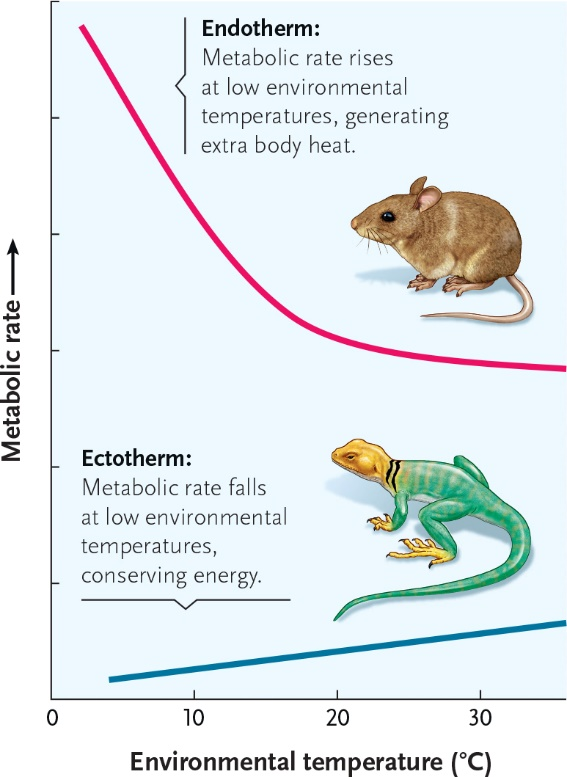 Endotherm:
Metabolic rate rises
at low environmental
temperatures, generating
extra body heat.
Metabolic rate
Ectotherm:
Metabolic rate falls
at low environmental
temperatures,
conserving energy.
0 10 20 30
Environmental temperature (°C)